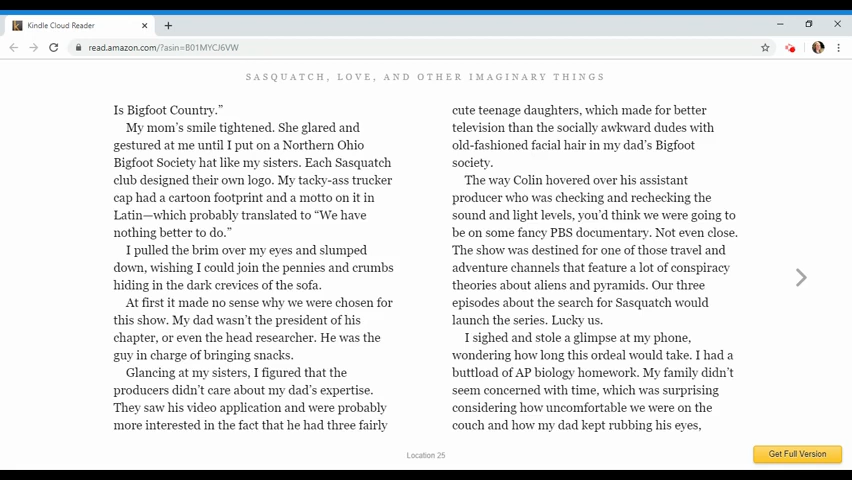 Kindle Cloud Reader
read.amazon.com/?asin=B01MYCJ6VW
SASQUATCH, LOVE, AND OTHER IMAGINARY THINGS
Is Bigfoot Country.”
My mom’s smile tightened. She glared and
gestured at me until I put on a Northern Ohio
Bigfoot Society hat like my sisters. Each Sasquatch
club designed their own logo. My tacky-ass trucker
cap had a cartoon footprint and a motto on it in
Latin—which probably translated to “We have
nothing better to do.”
I pulled the brim over my eyes and slumped
down, wishing I could join the pennies and crumbs
hiding in the dark crevices of the sofa.
At first it made no sense why we were chosen for
this show. My dad wasn’t the president of his
chapter, or even the head researcher. He was the
guy in charge of bringing snacks.
Glancing at my sisters, I figured that the
producers didn’t care about my dad’s expertise.
They saw his video application and were probably
more interested in the fact that he had three fairly
cute teenage daughters, which made for better
television than the socially awkward dudes with
old-fashioned facial hair in my dad’s Bigfoot
society.
The way Colin hovered over his assistant
producer who was checking and rechecking the
sound and light levels, you’d think we were going to
be on some fancy PBS documentary. Not even close.
The show was destined for one of those travel and
adventure channels that feature a lot of conspiracy
theories about aliens and pyramids. Our three
episodes about the search for Sasquatch would
launch the series. Lucky us.
I sighed and stole a glimpse at my phone,
wondering how long this ordeal would take. I had a
buttload of AP biology homework. My family didn’t
seem concerned with time, which was surprising
considering how uncomfortable we were on the
couch and how my dad kept rubbing his eyes,
Location 25
Get Full Version